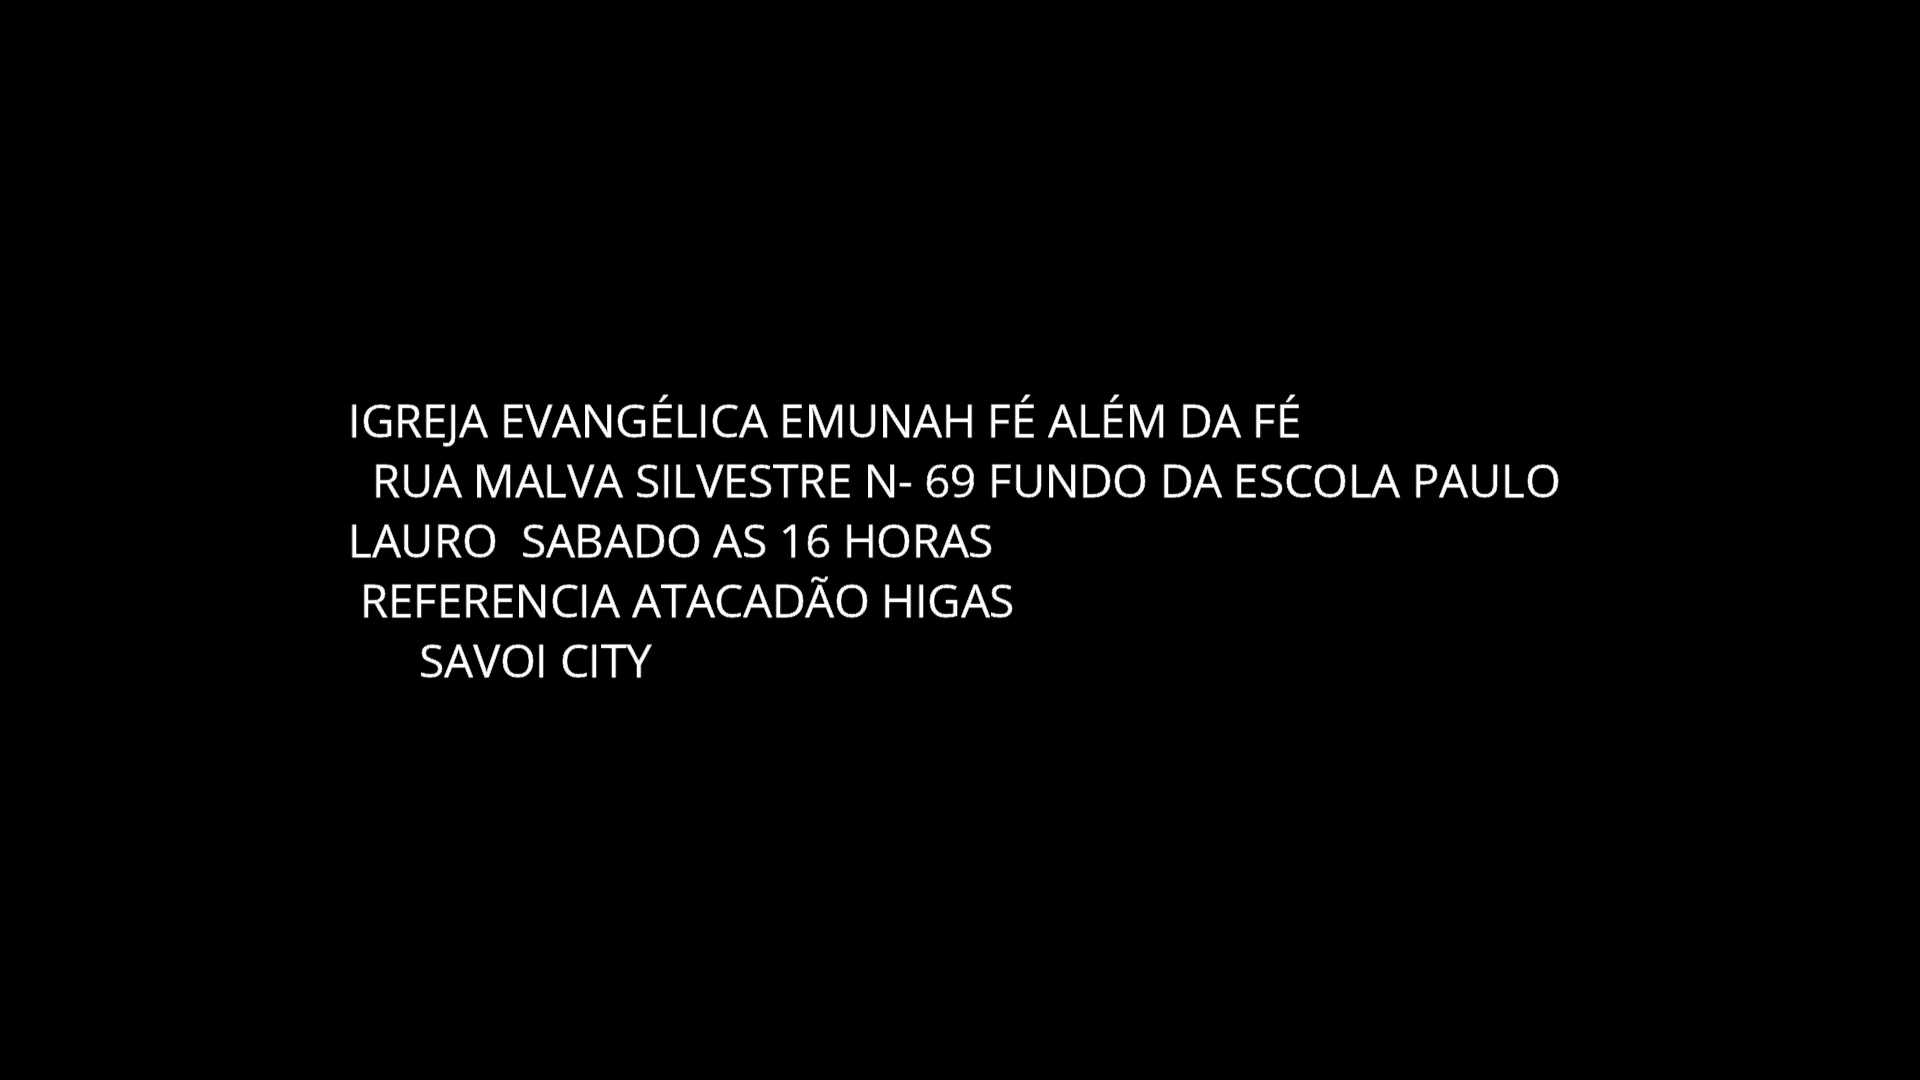 IGREJA EVANGÉLICA EMUNAH FÉ ALÉM DA FÉ
RUA MALVA SILVESTRE N- 69 FUNDO DA ESCOLA PAULO
LAURO  SABADO AS 16 HORAS
REFERENCIA ATACADÃO HIGAS
SAVOI CITY